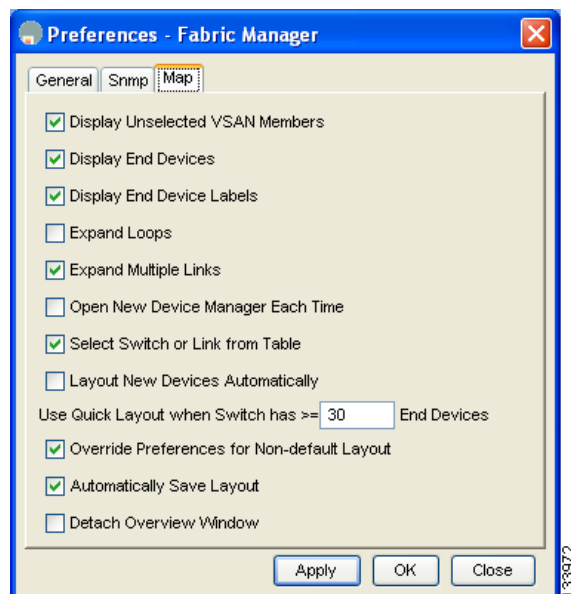 Preferences - Fabric Manager
General Snmp Map
Display Unselected VSAN Members
Display End Devices
Display End Device Labels
Expand Loops
Expand Multiple Links
Open New Device Manager Each Time
Select Switch or Link from Table
Layout New Devices Automatically
Use Quick Layout when Switch has >= 30 End Devices
Override Preferences for Non-default Layout
Automatically Save Layout
Detach Overview Window
Apply OK Close
133972